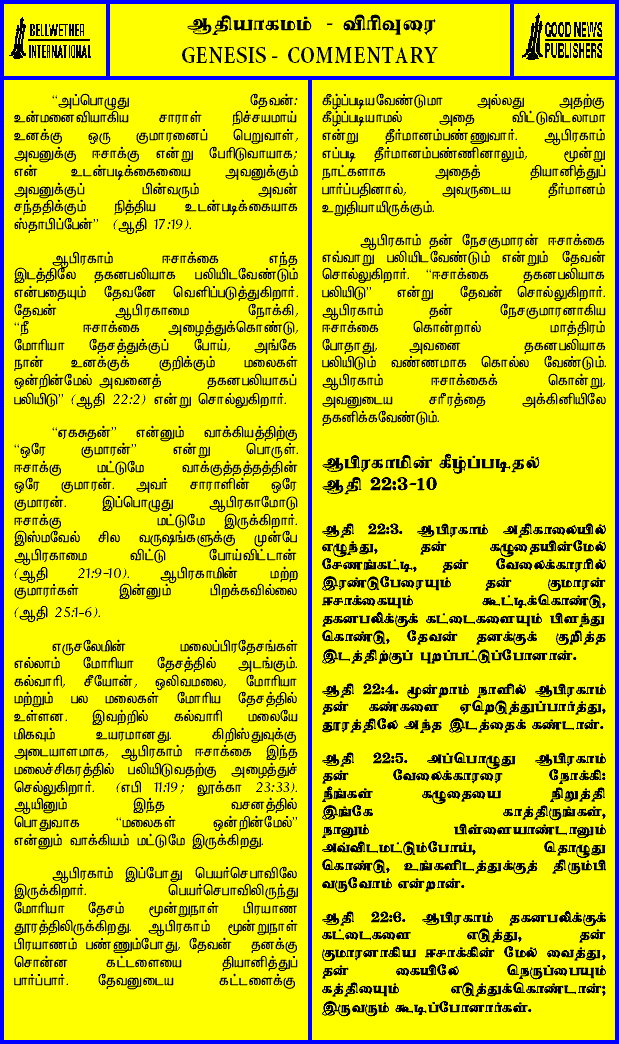 BELLWETHER
INTERNATIONAL
ஆதியாகமம் - விரிவுரை
GENESIS - COMMENTARY
GOOD NEWS
PUBLISHERS
"அப்பொழுது தேவன்:
உன்மனைவியாகிய சாராள் நிச்சயமாய்
உனக்கு ஒரு குமாரனைப் பெறுவாள்,
அவனுக்கு ஈசாக்கு என்று பேரிடுவாயாக;
என் உடன்படிக்கையை அவனுக்கும்
அவனுக்குப் பின்வரும் அவன்
சந்ததிக்கும் நித்திய உடன்படிக்கையாக
ஸ்தாபிப்பேன்" (ஆதி 17:19).
ஆபிரகாம் ஈசாக்கை எந்த
இடத்திலே தகனபலியாக பலியிடவேண்டும்
என்பதையும் தேவனே வெளிப்படுத்துகிறார்.
தேவன் ஆபிரகாமை நோக்கி,
"நீ ஈசாக்கை அழைத்துக்கொண்டு,
மோரியா தேசத்துக்குப் போய், அங்கே
நான் உனக்குக் குறிக்கும் மலைகள்
ஒன்றின்மேல் அவனைத் தகனபலியாகப்
பலியிடு" (ஆதி 22:2) என்று சொல்லுகிறார்.
"ஏகசுதன்" என்னும் வாக்கியத்திற்கு
"ஒரே குமாரன்" என்று பொருள்.
ஈசாக்கு மட்டுமே வாக்குத்தத்தத்தின்
ஒரே குமாரன். அவர் சாராளின் ஒரே
குமாரன். இப்பொழுது ஆபிரகாமோடு
ஈசாக்கு மட்டுமே இருக்கிறார்.
இஸ்மவேல் சில வருஷங்களுக்கு முன்பே
ஆபிரகாமை விட்டு போய்விட்டான்
(ஆதி 21:9-10). ஆபிரகாமின் மற்ற
குமாரர்கள் இன்னும் பிறக்கவில்லை
(ஆதி 25:1-6).
எருசலேமின் மலைப்பிரதேசங்கள்
எல்லாம் மோரியா தேசத்தில் அடங்கும்.
கல்வாரி, சீயோன், ஒலிவமலை, மோரியா
மற்றும் பல மலைகள் மோரிய தேசத்தில்
உள்ளன. இவற்றில் கல்வாரி மலையே
மிகவும் உயரமானது. கிறிஸ்துவுக்கு
அடையாளமாக, ஆபிரகாம் ஈசாக்கை இந்த
மலைச்சிகரத்தில் பலியிடுவதற்கு அழைத்துச்
செல்லுகிறார். (எபி 11:19; லூக்கா 23:33).
ஆயினும் இந்த வசனத்தில்
பொதுவாக "மலைகள் ஒன்றின்மேல்"
என்னும் வாக்கியம் மட்டுமே இருக்கிறது.
ஆபிரகாம் இப்போது பெயர்செபாவிலே
இருக்கிறார். பெயர்செபாவிலிருந்து
மோரியா தேசம் மூன்றுநாள் பிரயாண
தூரத்திலிருக்கிறது. ஆபிரகாம் மூன்றுநாள்
பிரயாணம் பண்ணும்போது, தேவன் தனக்கு
சொன்ன கட்டளையை தியானித்துப்
பார்ப்பார். தேவனுடைய கட்டளைக்கு
கீழ்ப்படியவேண்டுமா அல்லது அதற்கு
கீழ்ப்படியாமல் அதை விட்டுவிடலாமா
என்று தீர்மானம்பண்ணுவார். ஆபிரகாம்
எப்படி தீர்மானம்பண்ணினாலும், மூன்று
நாட்களாக அதைத் தியானித்துப்
பார்ப்பதினால், அவருடைய தீர்மானம்
உறுதியாயிருக்கும்.
ஆபிரகாம் தன் நேசகுமாரன் ஈசாக்கை
எவ்வாறு பலியிடவேண்டும் என்றும் தேவன்
சொல்லுகிறார். "ஈசாக்கை தகனபலியாக
பலியிடு" என்று தேவன் சொல்லுகிறார்.
ஆபிரகாம் தன் நேசகுமாரனாகிய
ஈசாக்கை கொன்றால் மாத்திரம்
போதாது, அவனை தகனபலியாக
பலியிடும் வண்ணமாக கொல்ல வேண்டும்.
ஆபிரகாம் ஈசாக்கைக் கொன்று,
அவனுடைய சரீரத்தை அக்கினியிலே
தகனிக்கவேண்டும்.
ஆபிரகாமின் கீழ்ப்படிதல்
ஆதி 22:3-10
ஆதி 22:3. ஆபிரகாம் அதிகாலையில்
எழுந்து, தன் கழுதையின்மேல்
சேணங்கட்டி, தன் வேலைக்காரரில்
இரண்டுபேரையும் தன் குமாரன்
ஈசாக்கையும் கூட்டிக்கொண்டு,
தகனபலிக்குக் கட்டைகளையும் பிளந்து
கொண்டு, தேவன் தனக்குக் குறித்த
இடத்திற்குப் புறப்பட்டுப்போனான்.
ஆதி 22:4. மூன்றாம் நாளில் ஆபிரகாம்
தன் கண்களை ஏறெடுத்துப்பார்த்து,
தூரத்திலே அந்த இடத்தைக் கண்டான்.
ஆதி 22:5. அப்பொழுது ஆபிரகாம்
தன் வேலைக்காரரை நோக்கி:
நீங்கள் கழுதையை நிறுத்தி
இங்கே காத்திருங்கள்,
நானும் பிள்ளையாண்டானும்
அவ்விடமட்டும்போய், தொழுது
கொண்டு, உங்களிடத்துக்குத் திரும்பி
வருவோம் என்றான்.
ஆதி 22:6. ஆபிரகாம் தகனபலிக்குக்
கட்டைகளை எடுத்து, தன்
குமாரனாகிய ஈசாக்கின் மேல் வைத்து,
தன் கையிலே நெருப்பையும்
கத்தியையும் எடுத்துக்கொண்டான்;
இருவரும் கூடிப்போனார்கள்.